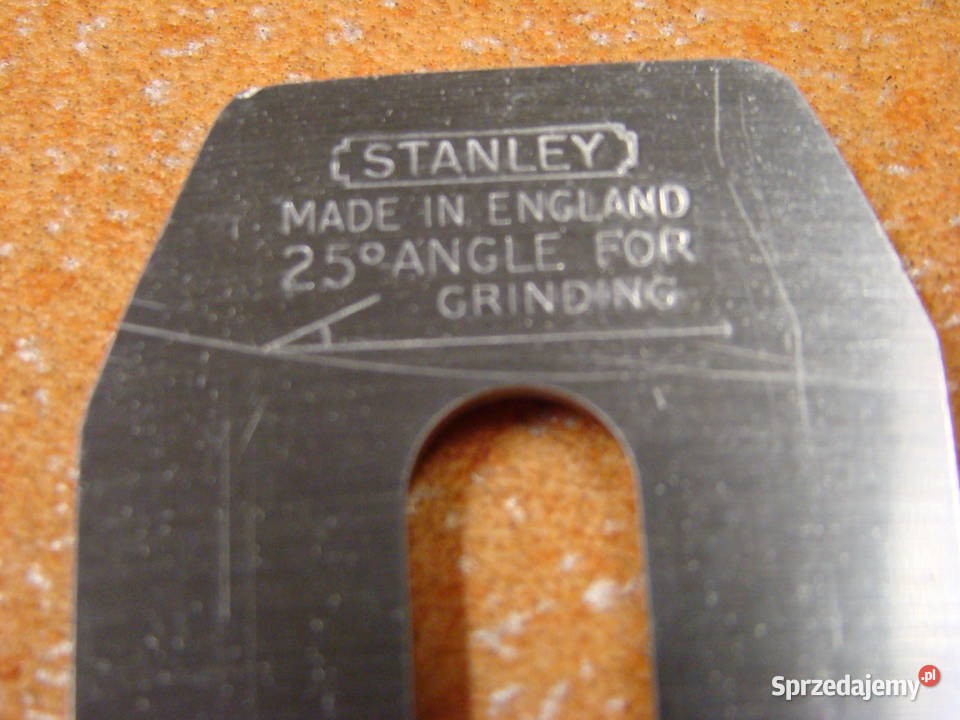 STANLEY
MADE IN ENGLAND
25° ANGLE FOR
GRINDING
Sprzedajemy.pl